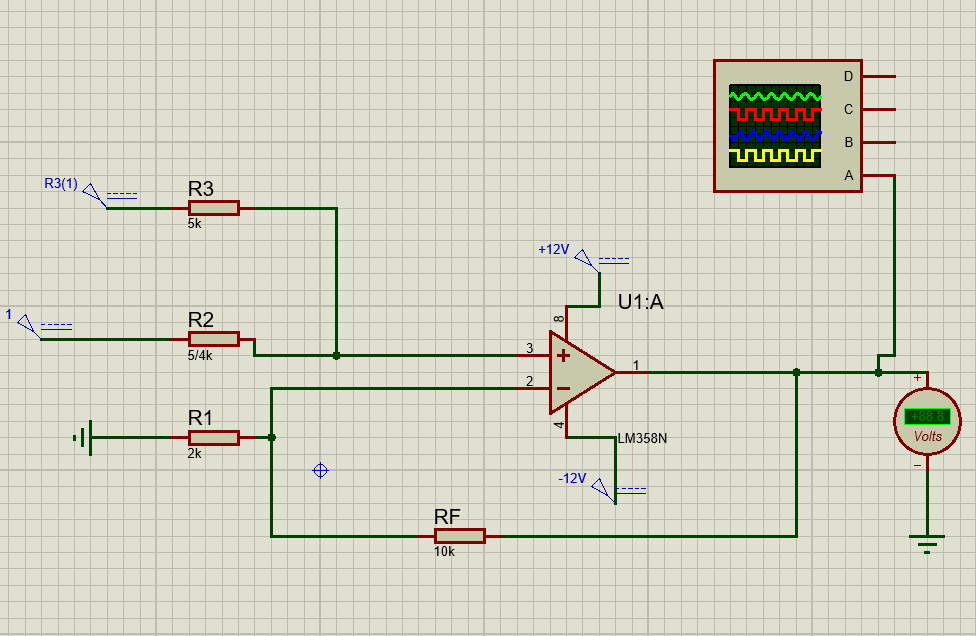 D
C
B
A
R3(1)
R3
5k
+12V
U1:A
8
1
R2
5/4k
3
2
1
4
LM358N
R1
2k
-12V
RF
10k
+
+88.8
Volts